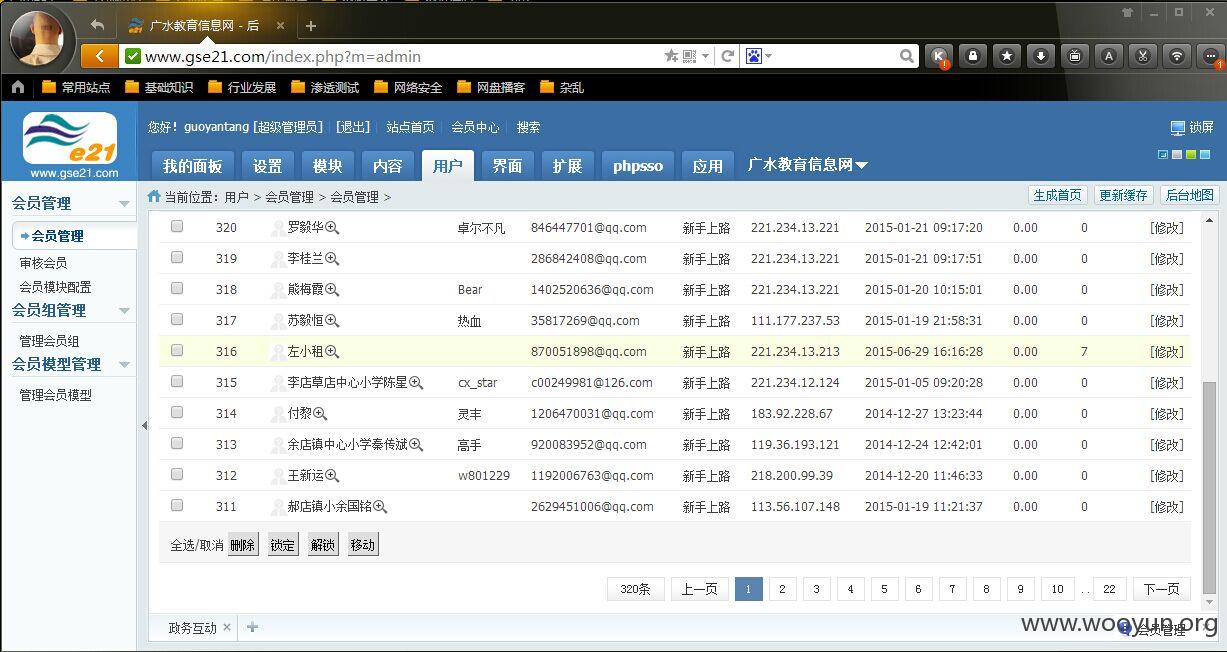 广水教育信息网 - 后
www.gse21.com/index.php?m=admin
常用站点 基础知识 行业发展 渗透测试 网络安全 网盘播客 杂乱
e21
www.gse21.com
您好！guoyantang [超级管理员] [退出] 站点首页 会员中心 搜索 锁屏
我的面板 设置 模块 内容 用户 界面 扩展 phpsso 应用 广水教育信息网
当前位置：用户 > 会员管理 > 会员管理 > 生成首页 更新缓存 后台地图
会员管理
会员管理
审核会员
会员模块配置
会员组管理
管理会员组
会员模型管理
管理会员模型
320 罗毅华 卓尔不凡 846447701@qq.com 新手上路 221.234.13.221 2015-01-21 09:17:20 0.00 0 [修改]
319 李桂兰 286842408@qq.com 新手上路 221.234.13.221 2015-01-21 09:17:51 0.00 0 [修改]
318 熊梅霞 Bear 1402520636@qq.com 新手上路 221.234.13.221 2015-01-20 10:15:01 0.00 0 [修改]
317 苏毅恒 热血 35817269@qq.com 新手上路 111.177.237.53 2015-01-19 21:58:31 0.00 0 [修改]
316 左小租 870051898@qq.com 新手上路 221.234.13.213 2015-06-29 16:16:28 0.00 7 [修改]
315 李店草店中心小学陈星 cx_star c00249981@126.com 新手上路 221.234.12.124 2015-01-05 09:20:28 0.00 0 [修改]
314 付黎 灵丰 1206470031@qq.com 新手上路 183.92.228.67 2014-12-27 13:23:44 0.00 0 [修改]
313 余店镇中心小学秦传斌 高手 920083952@qq.com 新手上路 119.36.193.121 2014-12-24 12:42:01 0.00 0 [修改]
312 王新运 w801229 1192006763@qq.com 新手上路 218.200.99.39 2014-12-20 11:46:33 0.00 0 [修改]
311 郝店镇小余国铭 2629451006@qq.com 新手上路 113.56.107.148 2015-01-19 11:21:37 0.00 0 [修改]
全选/取消 删除 锁定 解锁 移动
320条 上一页 1 2 3 4 5 6 7 8 9 10 .. 22 下一页
政务互动
会员管理
www.wooyun.org